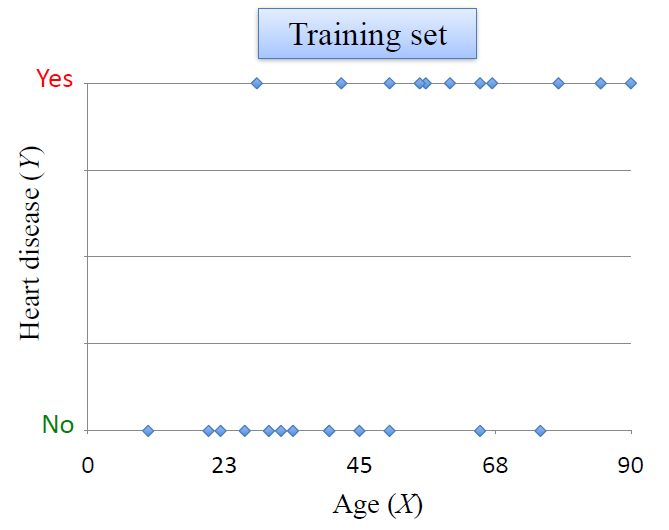 Training set
Yes
Heart disease (Y)
No
0 23 45 68 90
Age (X)